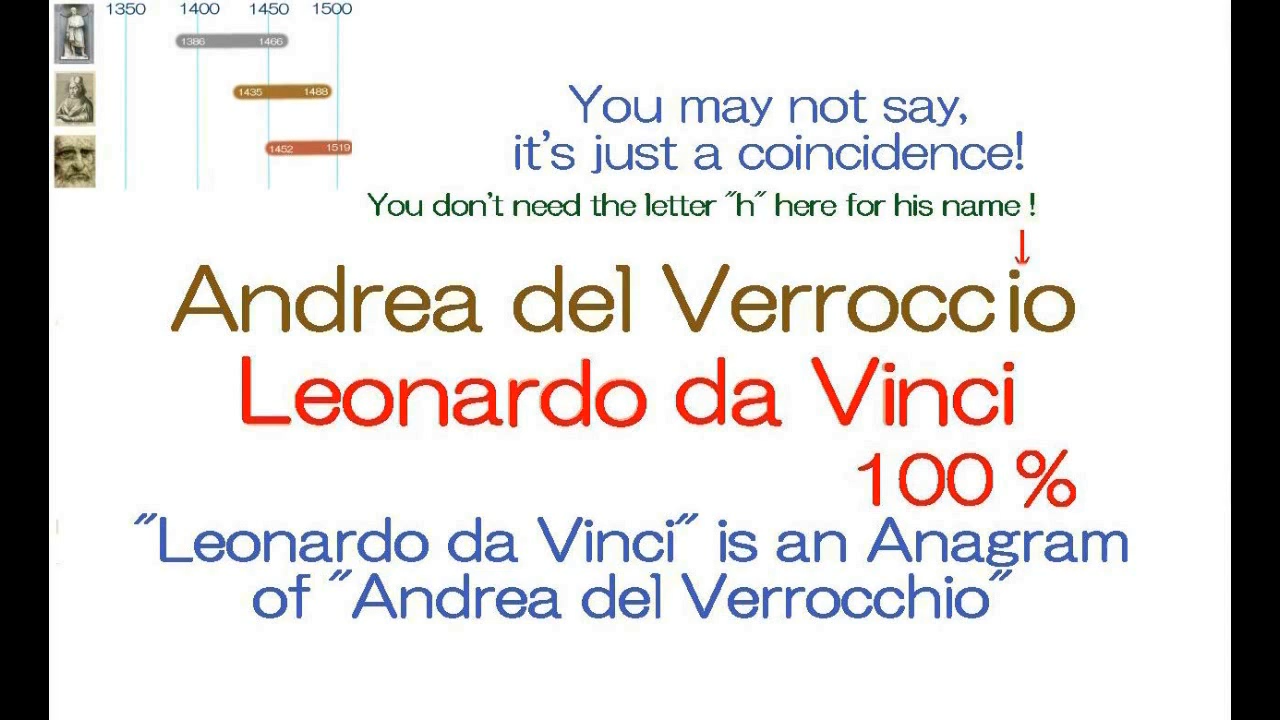 1350 1400 1450 1500
1386 1466
1435 1488
1452 1519
You may not say,
it's just a coincidence!
You don't need the letter "h" here for his name !
↓
Andrea del Verroccio
Leonardo da Vinci
100 %
"Leonardo da Vinci" is an Anagram
of "Andrea del Verrocchio"